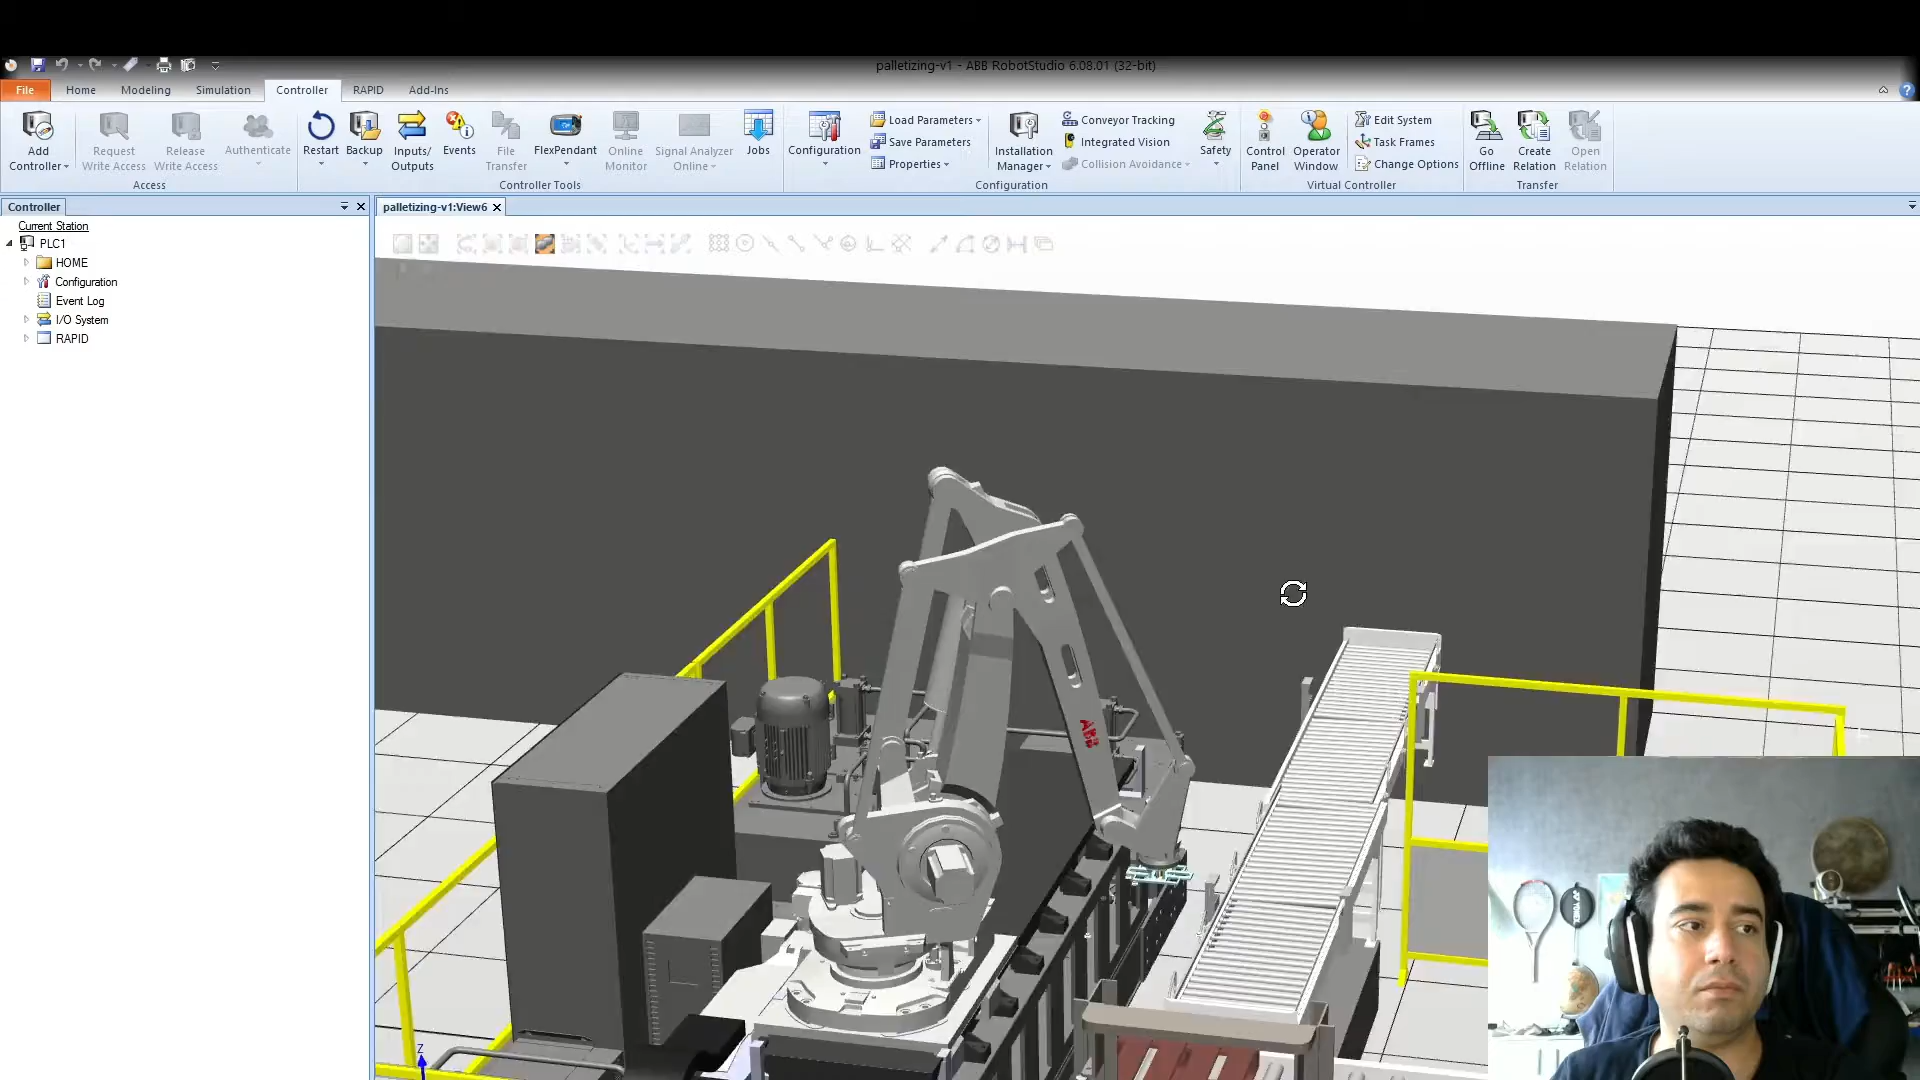 palletizing-v1 - ABB RobotStudio 6.08.01 (32-bit)
File Home Modeling Simulation Controller RAPID Add-Ins
Add Controller
Request Write Access
Release Write Access
Authenticate
Access
Restart
Backup
Inputs/ Outputs
Events
File Transfer
FlexPendant
Online Monitor
Signal Analyzer Online
Jobs
Controller Tools
Configuration
Load Parameters
Save Parameters
Properties
Installation Manager
Conveyor Tracking
Integrated Vision
Collision Avoidance
Safety
Configuration
Control Panel
Operator Window
Edit System
Task Frames
Change Options
Virtual Controller
Go Offline
Create Relation
Open Relation
Transfer
Controller
palletizing-v1:View6
Current Station
PLC1
HOME
Configuration
Event Log
I/O System
RAPID
ABB
Z